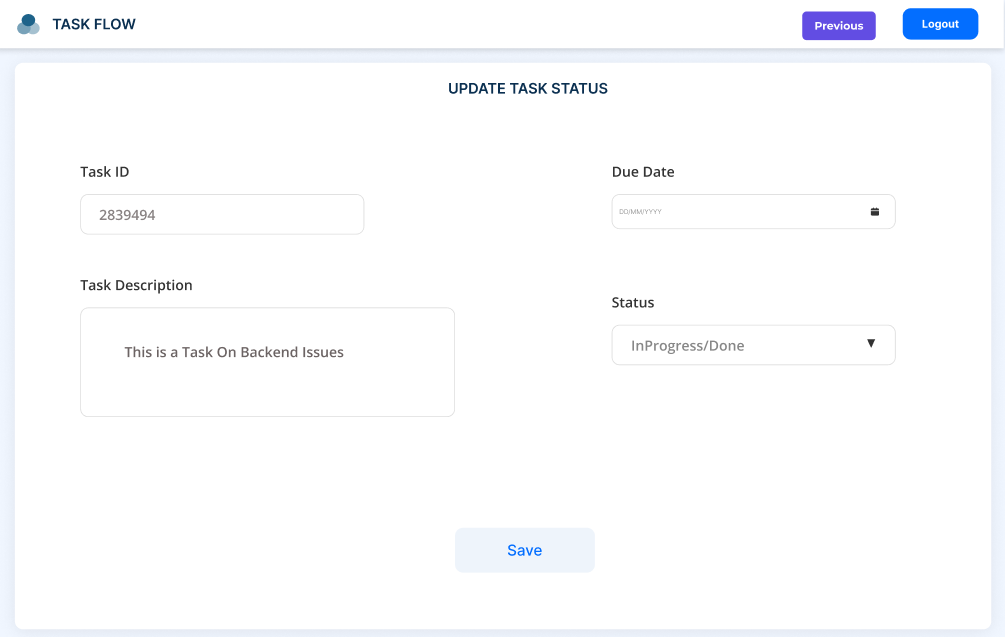 TASK FLOW
Previous
Logout
UPDATE TASK STATUS
Task ID
2839494
Due Date
DD/MM/YYYY
Task Description
This is a Task On Backend Issues
Status
InProgress/Done
Save